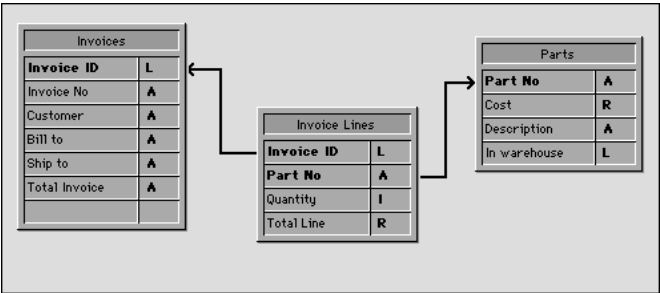 Invoices
Invoice ID L
Invoice No A
Customer A
Bill to A
Ship to A
Total Invoice A
Invoice Lines
Invoice ID L
Part No A
Quantity I
Total Line R
Parts
Part No A
Cost R
Description A
In warehouse L